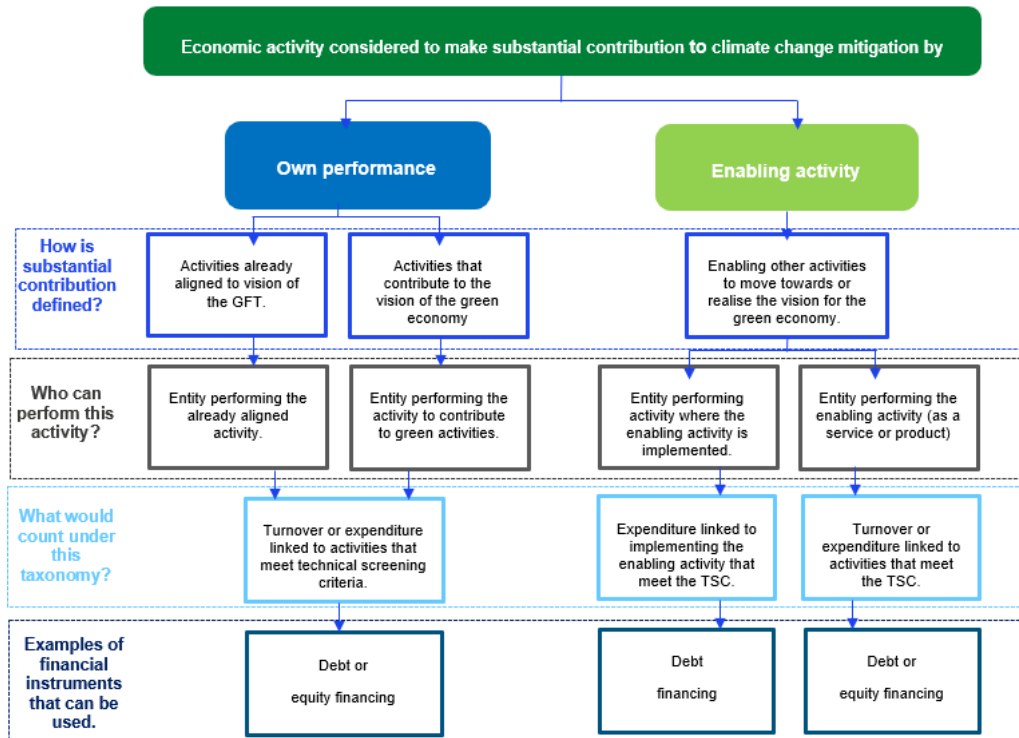 Economic activity considered to make substantial contribution to climate change mitigation by
Own performance
Enabling activity
How is
substantial
contribution
defined?
Activities already
aligned to vision of
the GFT.
Activities that
contribute to the
vision of the green
economy
Enabling other activities
to move towards or
realise the vision for the
green economy.
Who can
perform this
activity?
Entity performing the
already aligned
activity.
Entity performing the
activity to contribute
to green activities.
Entity performing
activity where the
enabling activity is
implemented.
Entity performing the
enabling activity (as a
service or product)
What would
count under
this
taxonomy?
Turnover or expenditure
linked to activities that
meet technical screening
criteria.
Expenditure linked to
implementing the
enabling activity that
meet the TSC.
Turnover or
expenditure linked to
activities that meet
the TSC.
Examples of
financial
instruments
that can be
used.
Debt or
equity financing
Debt
financing
Debt or
equity financing